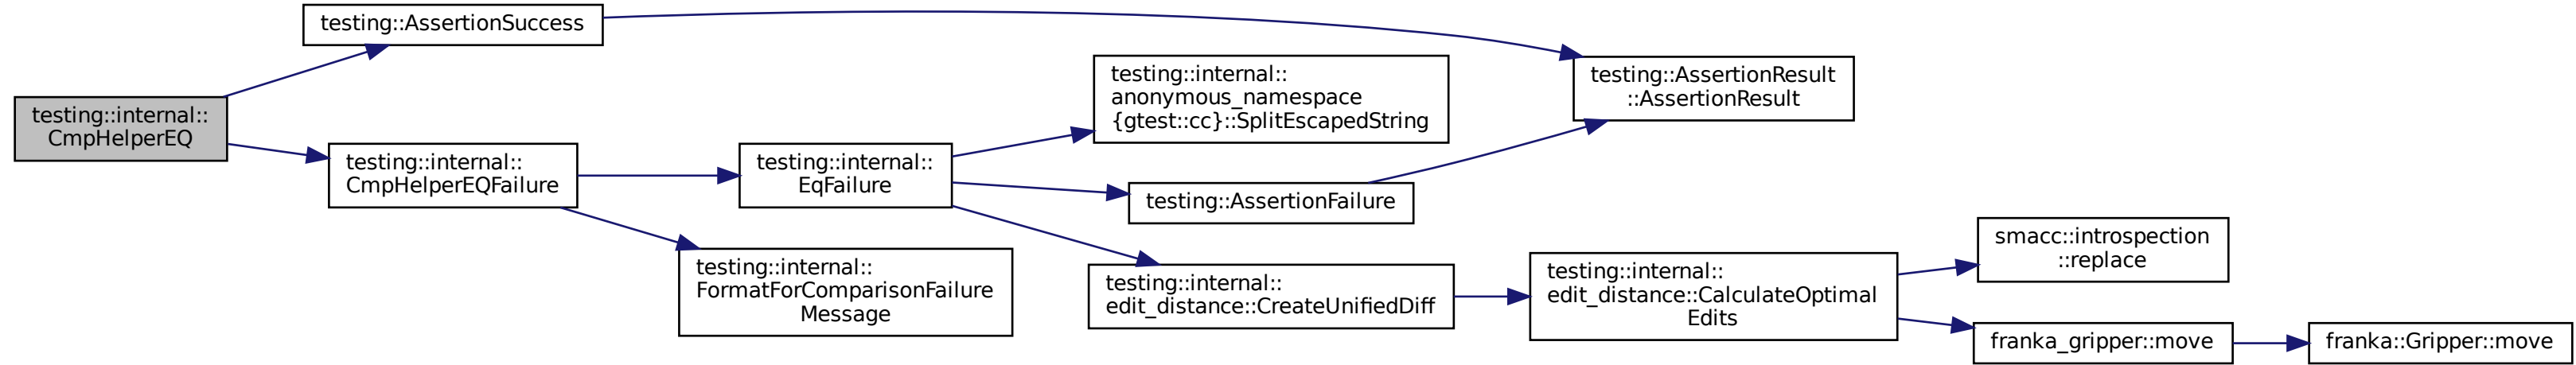 testing::AssertionSuccess
testing::internal::
CmpHelperEQ
testing::internal::
CmpHelperEQFailure
testing::internal::
EqFailure
testing::internal::
FormatForComparisonFailure
Message
testing::internal::
anonymous_namespace
{gtest::cc}::SplitEscapedString
testing::AssertionFailure
testing::internal::
edit_distance::CreateUnifiedDiff
testing::AssertionResult
::AssertionResult
testing::internal::
edit_distance::CalculateOptimal
Edits
smacc::introspection
::replace
franka_gripper::move
franka::Gripper::move